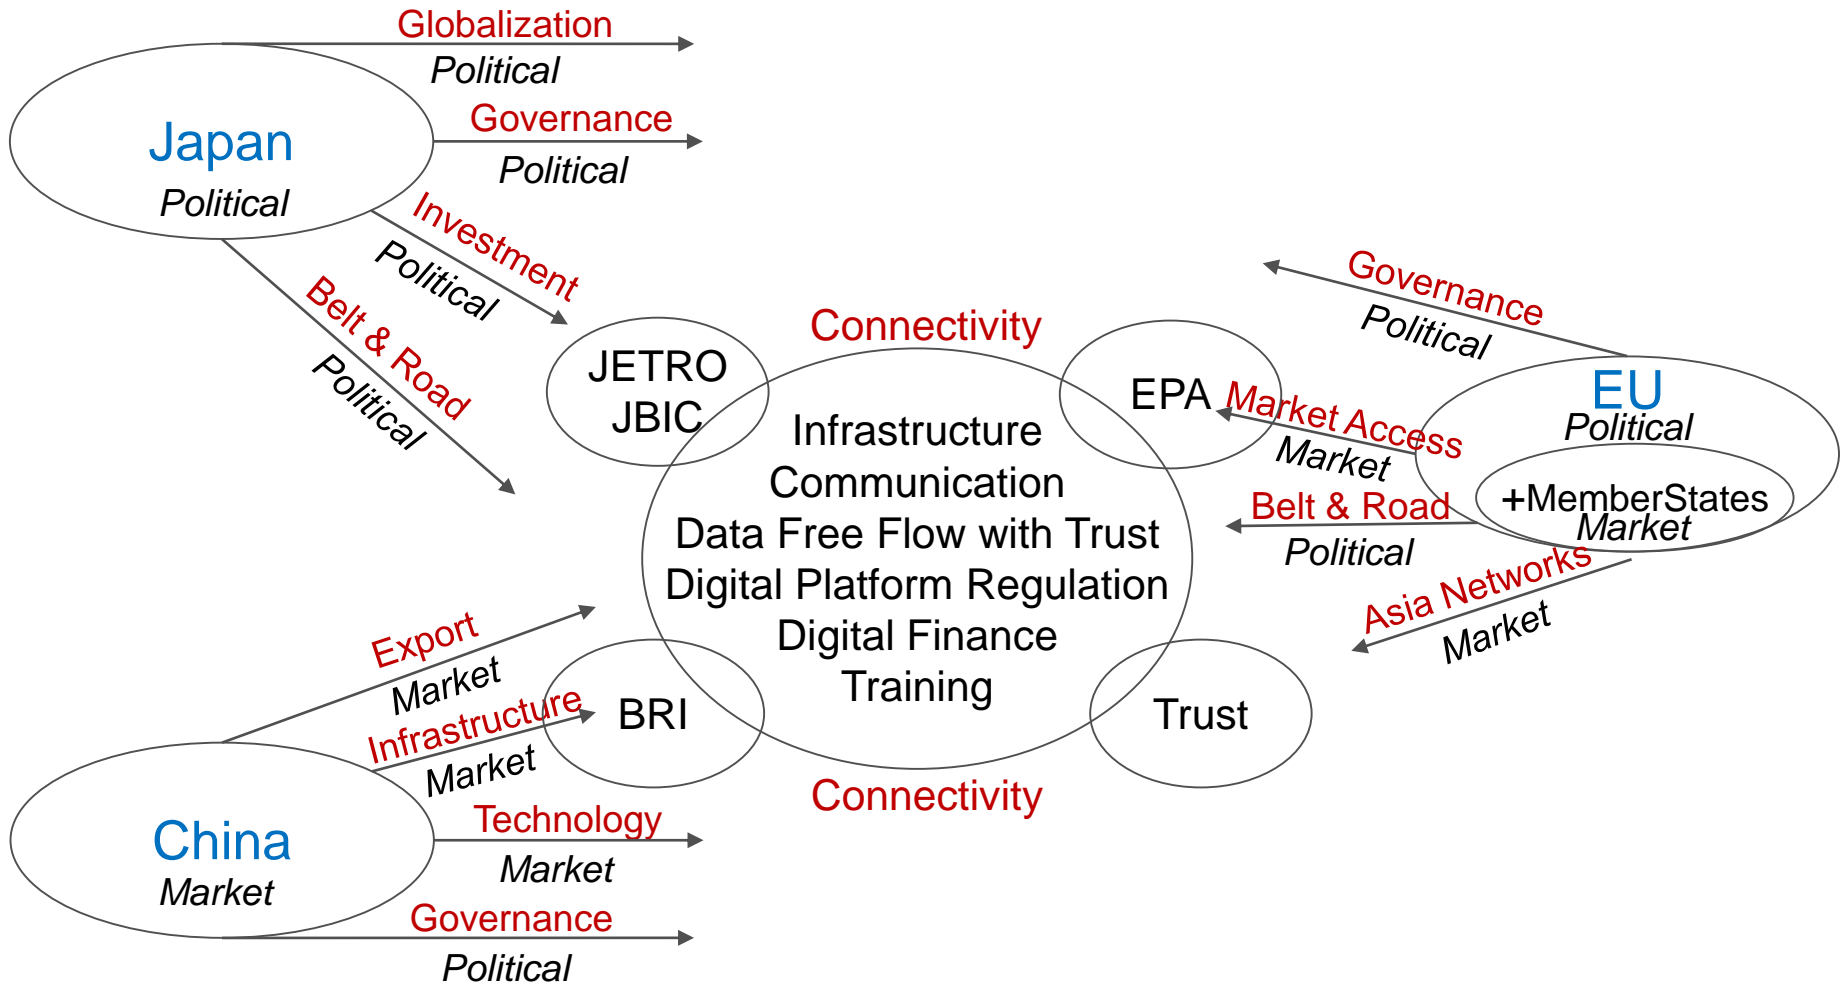 Globalization
Political
Governance
Political
Japan
Political
Investment
Political
Belt & Road
Political
JETRO
JBIC
Connectivity
EPA
Infrastructure
Communication
Data Free Flow with Trust
Digital Platform Regulation
Digital Finance
Training
Governance
Political
EU
Political
+MemberStates
Market
Market Access
Market
Belt & Road
Political
Asia Networks
Market
Export
Market
Infrastructure
Market
BRI
Trust
Connectivity
China
Market
Technology
Market
Governance
Political